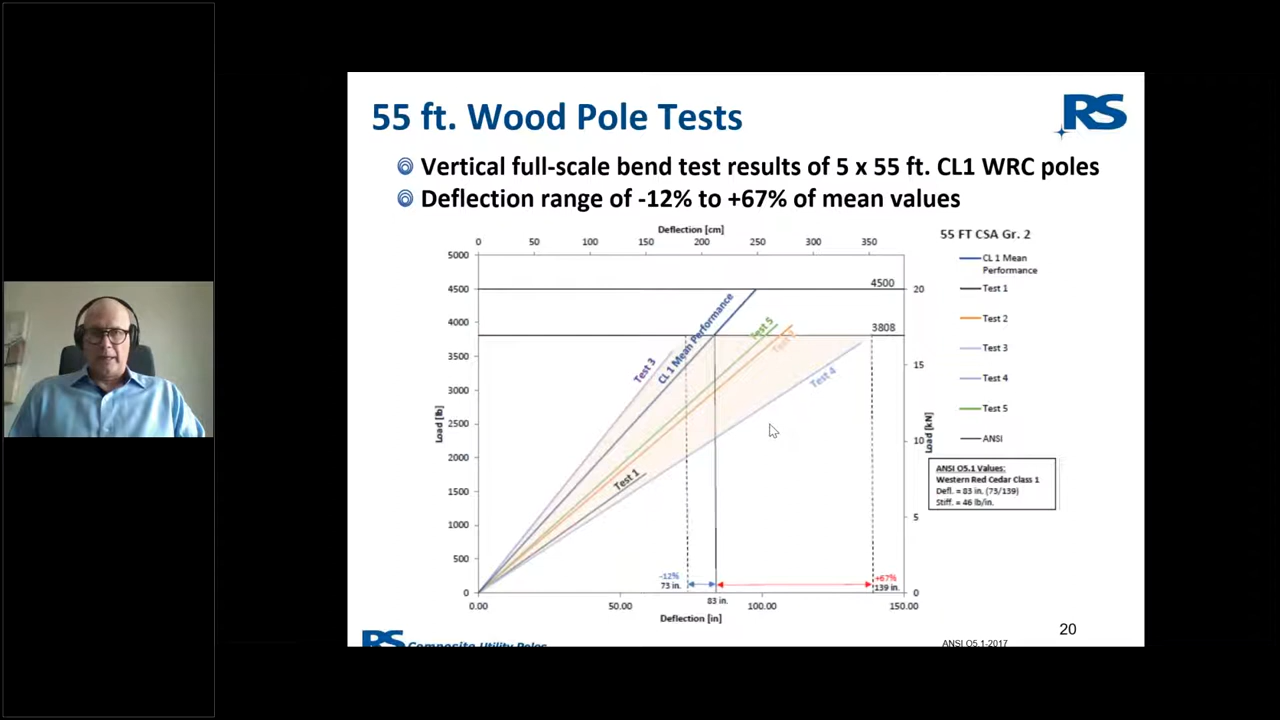 55 ft. Wood Pole Tests
RS
Vertical full-scale bend test results of 5 x 55 ft. CL1 WRC poles
Deflection range of -12% to +67% of mean values
Deflection [cm]
0 50 100 150 200 250 300 350
55 FT CSA Gr. 2
CL 1 Mean
Performance
Test 1
Test 2
Test 3
Test 4
Test 5
ANSI
5000
4500
4000
3500
3000
2500
2000
1500
1000
500
0
Load [lb]
4500
3808
20
15
10
5
0
Load [kN]
Test 3
CL 1 Mean Performance
Test 5
Test 4
Test 1
ANSI O5.1 Values:
Western Red Cedar Class 1
Defl. = 83 in. (73/139)
Stiff. = 46 lb/in.
-12%
73 in.
83 in.
+67%
139 in.
0.00 50.00 100.00 150.00
Deflection [in]
20
RS Composite Utility Poles
ANSI O5.1-2017